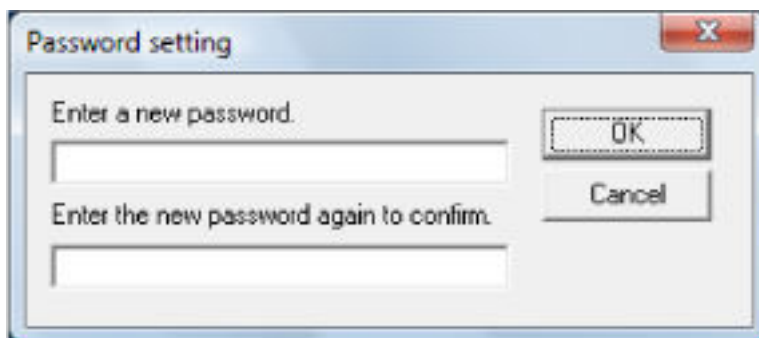 Password setting
Enter a new password.
OK
Cancel
Enter the new password again to confirm.